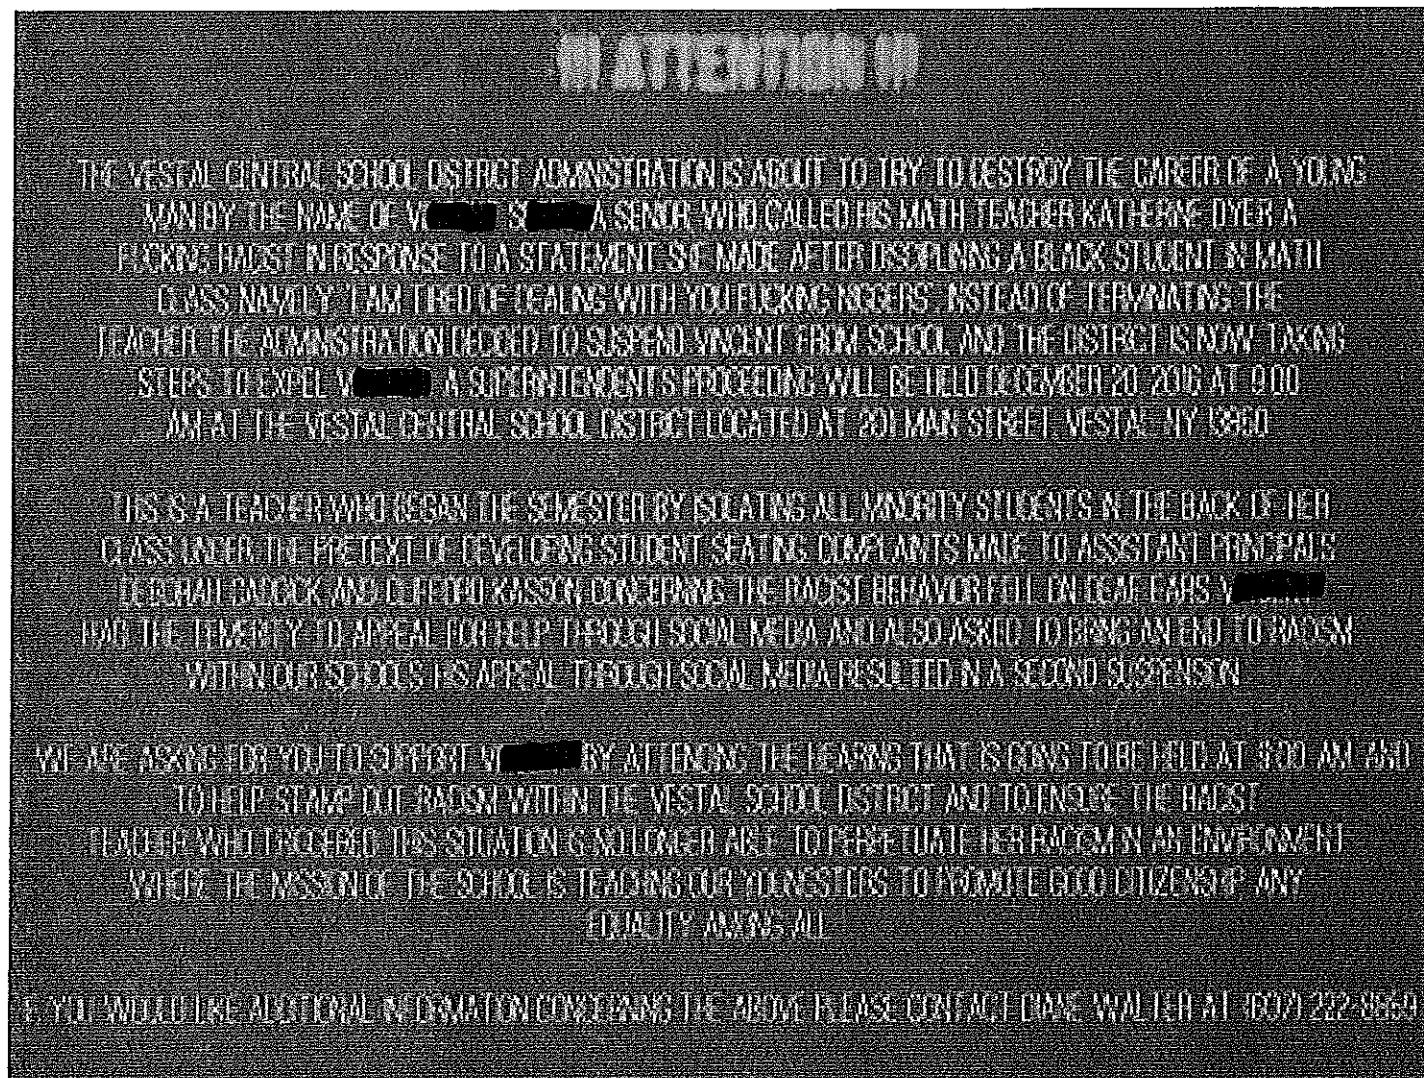 !!! ATTENTION !!!
THE VESTAL CENTRAL SCHOOL DISTRICT ADMINISTRATION IS ABOUT TO TRY TO DESTROY THE CAREER OF A YOUNG
MAN BY THE NAME OF V S A SENIOR, WHO CALLED HIS MATH TEACHER KATHERINE DYER A
FUCKING RACIST IN RESPONSE TO A STATEMENT SHE MADE AFTER DISCIPLINING A BLACK STUDENT IN MATH
CLASS NAMELY "I AM TIRED OF DEALING WITH YOU FUCKING NIGGERS. INSTEAD OF TERMINATING THE
TEACHER, THE ADMINISTRATION DECIDED TO SUSPEND VINCENT FROM SCHOOL AND THE DISTRICT IS NOW TAKING
STEPS TO EXPEL V A SUPERINTENDENT'S PROCEEDING WILL BE HELD DECEMBER 20, 2016 AT 9:00
AM AT THE VESTAL CENTRAL SCHOOL DISTRICT LOCATED AT 201 MAIN STREET, VESTAL, NY 13850
THIS IS A TEACHER WHO BEGAN THE SEMESTER BY ISOLATING ALL MINORITY STUDENTS IN THE BACK OF HER
CLASS UNDER THE PRETEXT OF DEVELOPING STUDENT SEATING. COMPLAINTS MADE TO ASSISTANT PRINCIPALS
DEBORAH CADDICK AND CLIFFORD KASSON CONCERNING THE RACIST BEHAVIOR FELL ON DEAF EARS. V
HAD THE TEMERITY TO APPEAL FOR HELP THROUGH SOCIAL MEDIA AND ALSO ASKED TO BRING AN END TO RACISM
WITHIN OUR SCHOOLS. HIS APPEAL THROUGH SOCIAL MEDIA RESULTED IN A SECOND SUSPENSION.
WE ARE ASKING FOR YOU TO SUPPORT V BY ATTENDING THE HEARING THAT IS GOING TO BE HELD AT 9:00 AM AND
TO HELP STAMP OUT RACISM WITHIN THE VESTAL SCHOOL DISTRICT AND TO ENSURE THE RACIST
TEACHER WHO TRIGGERED THIS SITUATION IS NO LONGER ABLE TO PERPETUATE HER RACISM IN AN ENVIRONMENT
WHERE THE MISSION OF THE SCHOOL IS TEACHING OUR YOUNGSTERS TO PROMOTE GOOD CITIZENSHIP ANY
EQUALITY AMONG ALL.
IF YOU WOULD LIKE ADDITIONAL INFORMATION CONCERNING THE ABOVE PLEASE CONTACT DIANE WALLER AT (607)